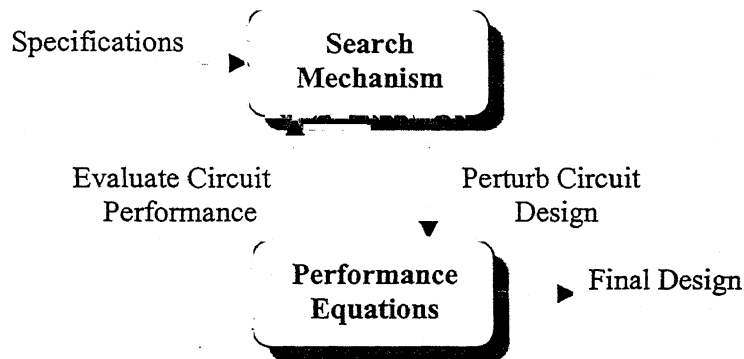 Specifications
Search
Mechanism
Evaluate Circuit
Performance
Perturb Circuit
Design
Performance
Equations
Final Design